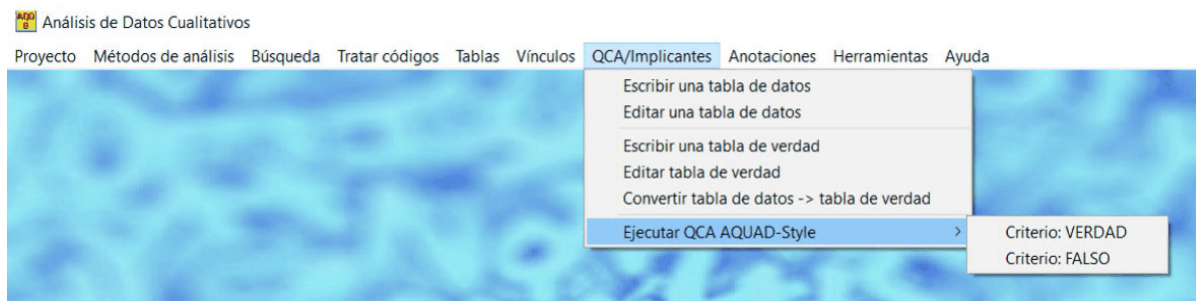 AQD 8 Análisis de Datos Cualitativos
Proyecto Métodos de análisis Búsqueda Tratar códigos Tablas Vínculos QCA/Implicantes Anotaciones Herramientas Ayuda
Escribir una tabla de datos
Editar una tabla de datos
Escribir una tabla de verdad
Editar tabla de verdad
Convertir tabla de datos -> tabla de verdad
Ejecutar QCA AQUAD-Style >
Criterio: VERDAD
Criterio: FALSO